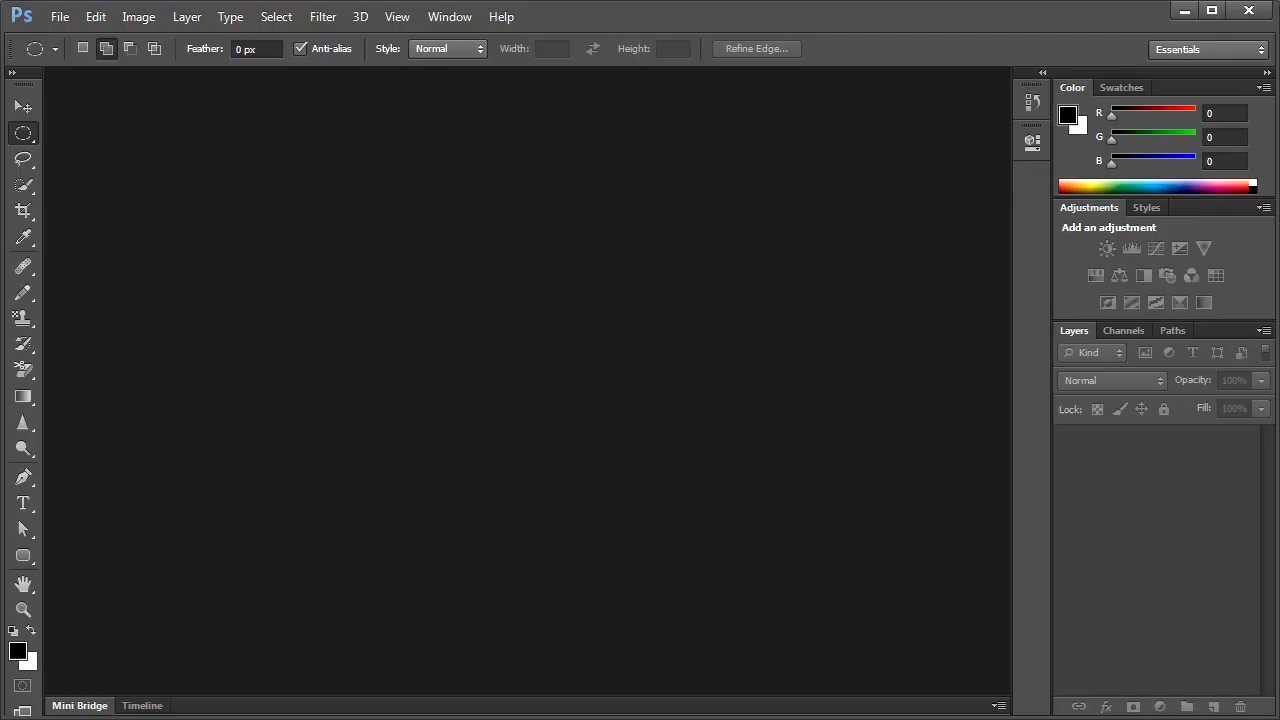 Ps File Edit Image Layer Type Select Filter 3D View Window Help
Feather: 0 px Anti-alias Style: Normal Width: Height: Refine Edge... Essentials
Color Swatches
R 0
G 0
B 0
Adjustments Styles
Add an adjustment
Layers Channels Paths
Kind T
Normal Opacity: 100%
Lock: Fill: 100%
T
fx
Mini Bridge Timeline